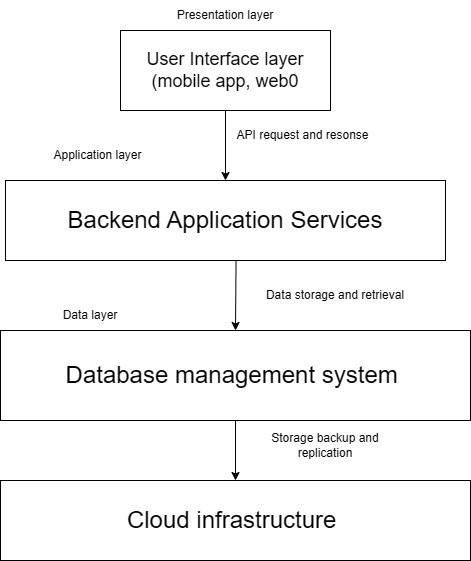 Presentation layer
User Interface layer
(mobile app, web0
API request and resonse
Application layer
Backend Application Services
Data storage and retrieval
Data layer
Database management system
Storage backup and
replication
Cloud infrastructure